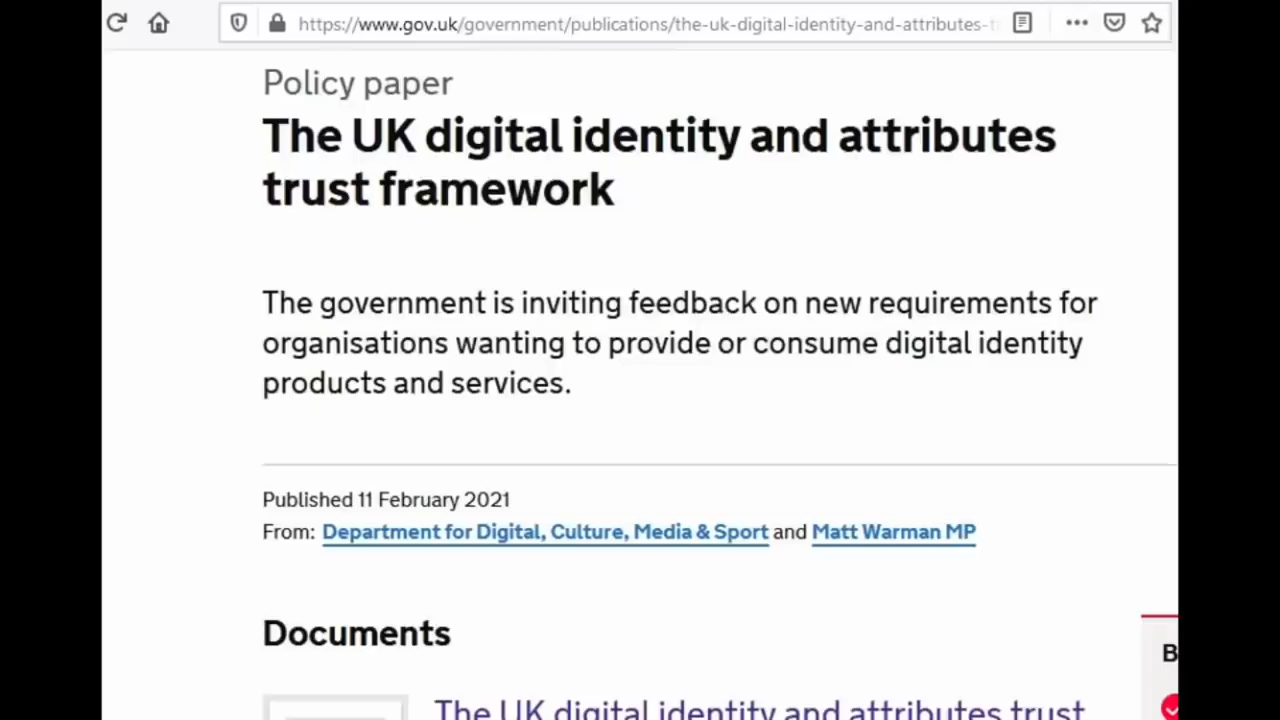 https://www.gov.uk/government/publications/the-uk-digital-identity-and-attributes-t
Policy paper
The UK digital identity and attributes
trust framework
The government is inviting feedback on new requirements for
organisations wanting to provide or consume digital identity
products and services.
Published 11 February 2021
From: Department for Digital, Culture, Media & Sport and Matt Warman MP
Documents
B
The UK digital identity and attributes trust